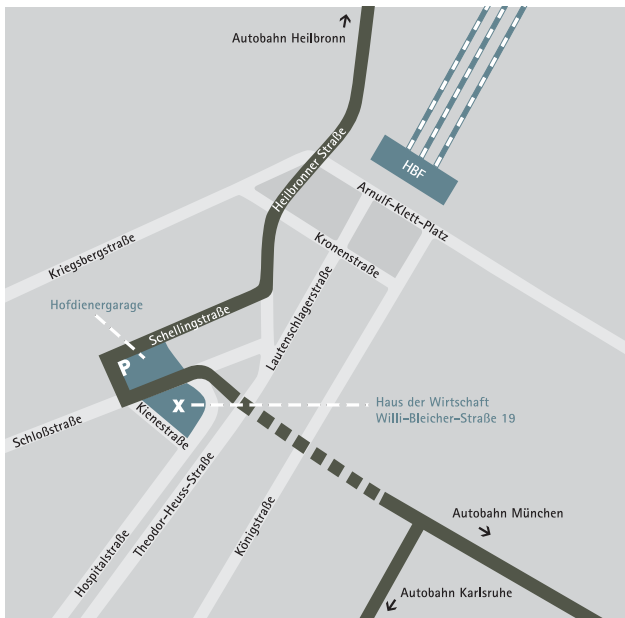 Autobahn Heilbronn
HBF
Heilbronner Straße
Arnulf-Klett-Platz
Kriegsbergstraße
Kronenstraße
Hofdienergarage
Schellingstraße
Lautenschlagerstraße
P
X
Haus der Wirtschaft
Willi-Bleicher-Straße 19
Schloßstraße
Kienestraße
Hospitalstraße
Theodor-Heuss-Straße
Königstraße
Autobahn München
Autobahn Karlsruhe